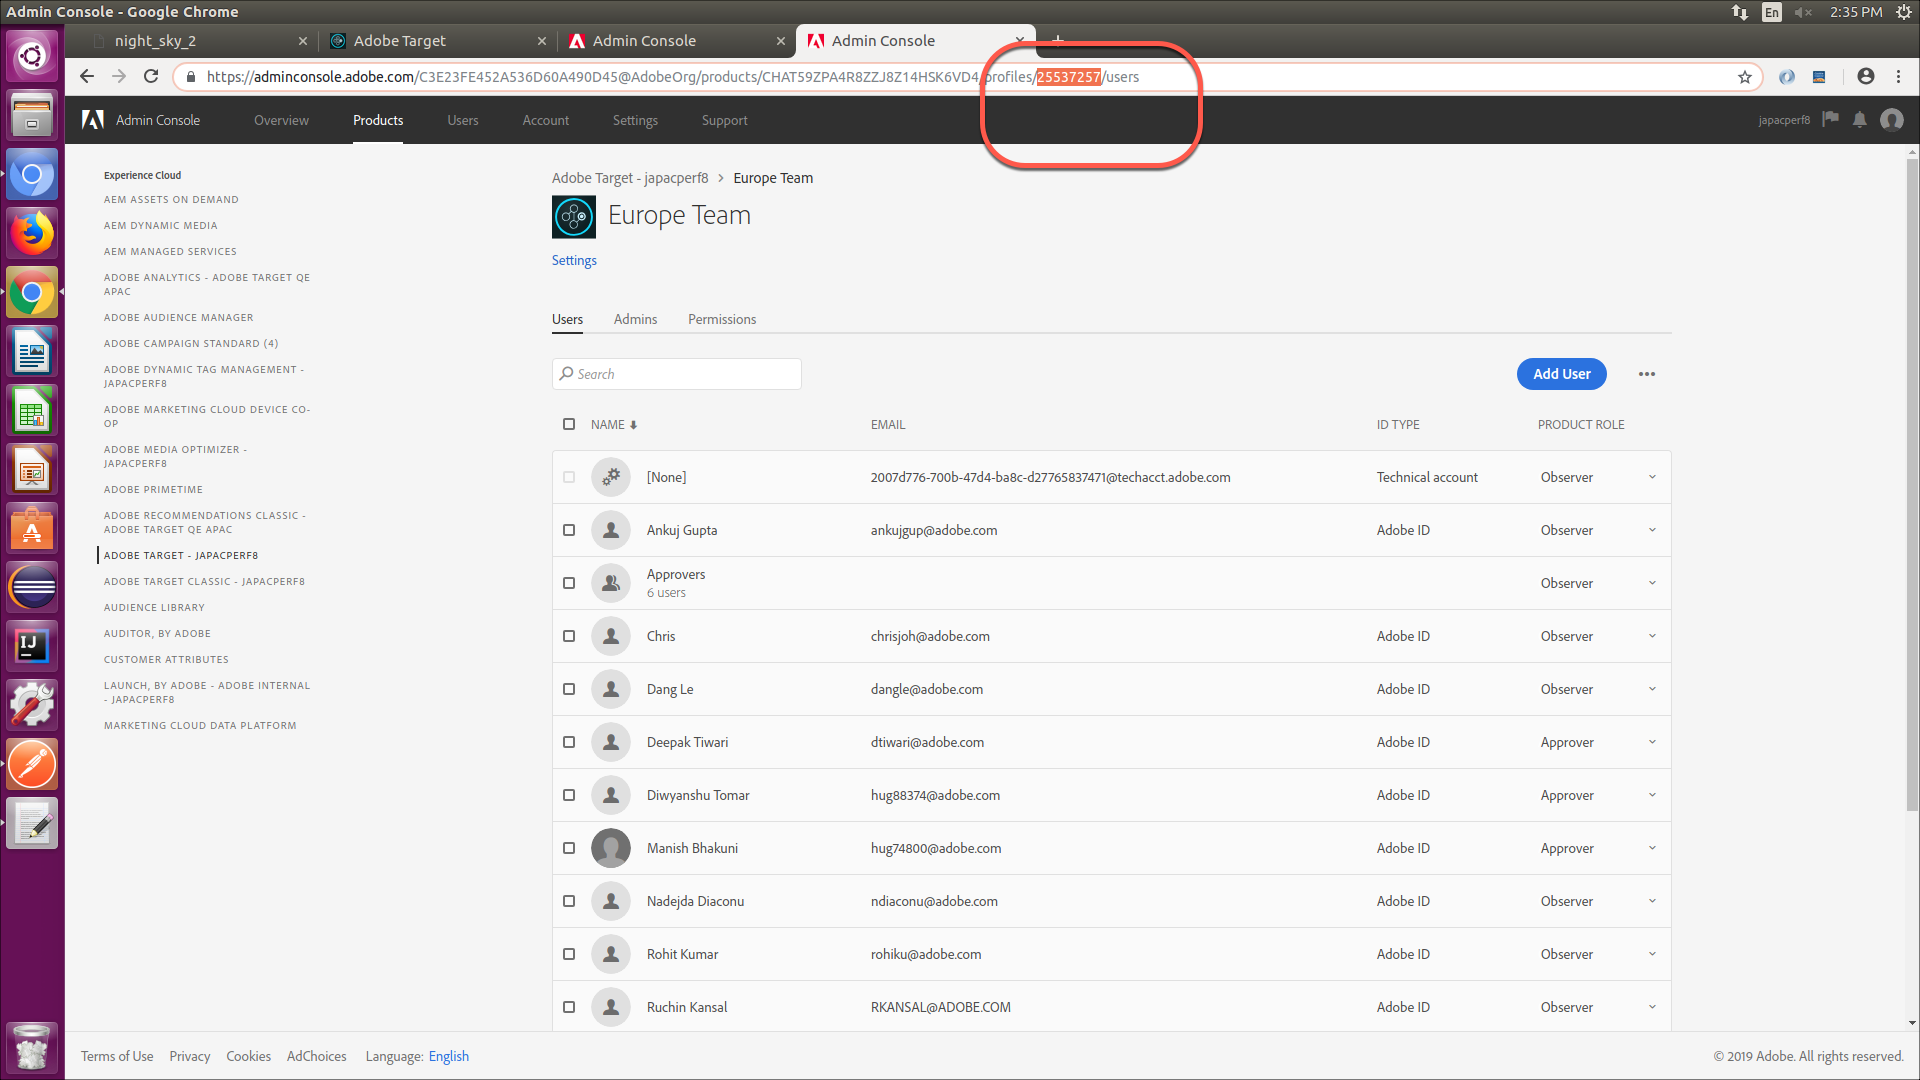 Admin Console - Google Chrome
En
2:35 PM
night_sky_2
Adobe Target
Admin Console
Admin Console
https://adminconsole.adobe.com/C3E23FE452A536D60A490D45@AdobeOrg/products/CHAT59ZPA4R8ZZJ8Z14HSK6VD4/profiles/25537257/users
Admin Console
Overview
Products
Users
Account
Settings
Support
japacperf8
Experience Cloud
AEM ASSETS ON DEMAND
AEM DYNAMIC MEDIA
AEM MANAGED SERVICES
ADOBE ANALYTICS - ADOBE TARGET QE
APAC
ADOBE AUDIENCE MANAGER
ADOBE CAMPAIGN STANDARD (4)
ADOBE DYNAMIC TAG MANAGEMENT -
JAPACPERF8
ADOBE MARKETING CLOUD DEVICE CO-
OP
ADOBE MEDIA OPTIMIZER -
JAPACPERF8
ADOBE PRIMETIME
ADOBE RECOMMENDATIONS CLASSIC -
ADOBE TARGET QE APAC
ADOBE TARGET - JAPACPERF8
ADOBE TARGET CLASSIC - JAPACPERF8
AUDIENCE LIBRARY
AUDITOR, BY ADOBE
CUSTOMER ATTRIBUTES
LAUNCH, BY ADOBE - ADOBE INTERNAL
- JAPACPERF8
MARKETING CLOUD DATA PLATFORM
Adobe Target - japacperf8 > Europe Team
Europe Team
Settings
Users Admins Permissions
Search
Add User
NAME EMAIL ID TYPE PRODUCT ROLE
[None] 2007d776-700b-47d4-ba8c-d27765837471@techacct.adobe.com Technical account Observer
Ankuj Gupta ankujgup@adobe.com Adobe ID Observer
Approvers
6 users
Observer
Chris chrisjoh@adobe.com Adobe ID Observer
Dang Le dangle@adobe.com Adobe ID Observer
Deepak Tiwari dtiwari@adobe.com Adobe ID Approver
Diwyanshu Tomar hug88374@adobe.com Adobe ID Approver
Manish Bhakuni hug74800@adobe.com Adobe ID Approver
Nadejda Diaconu ndiaconu@adobe.com Adobe ID Observer
Rohit Kumar rohiku@adobe.com Adobe ID Observer
Ruchin Kansal RKANSAL@ADOBE.COM Adobe ID Observer
Terms of Use Privacy Cookies AdChoices Language: English
© 2019 Adobe. All rights reserved.
IJ